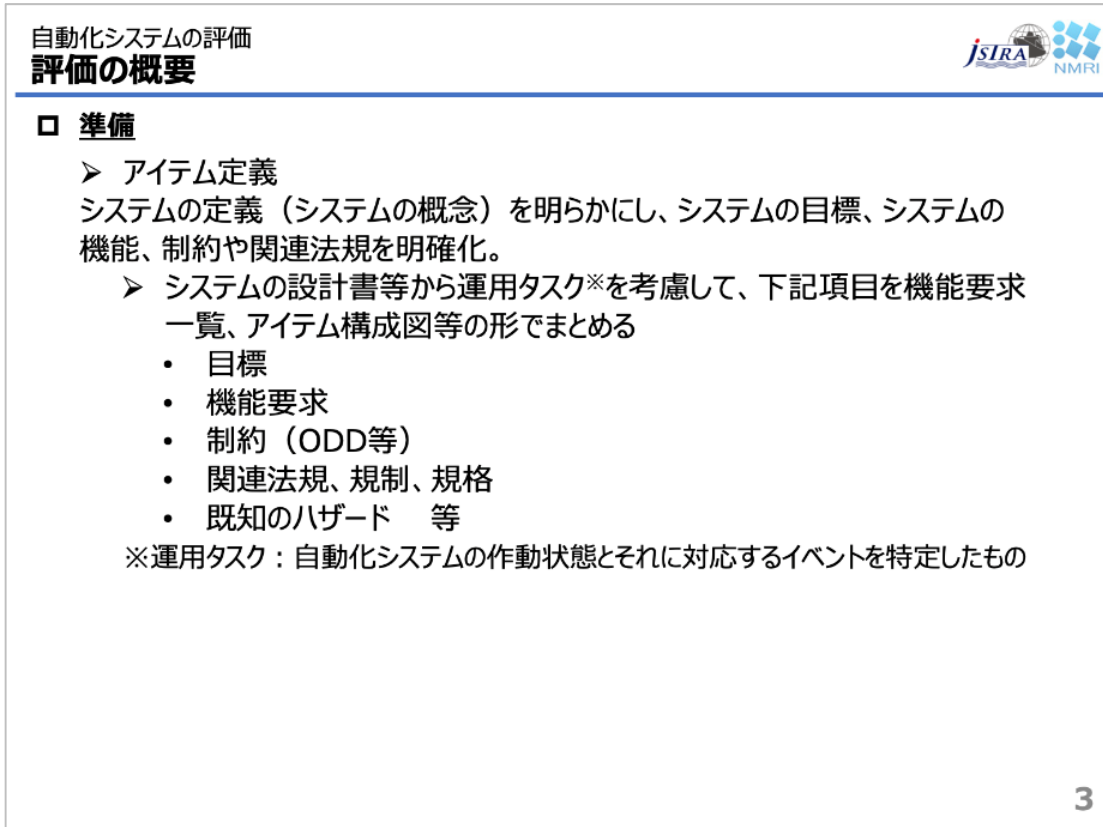 自動化システムの評価
評価の概要
jSTRA
NMRI
準備
➢ アイテム定義
システムの定義（システムの概念）を明らかにし、システムの目標、システムの
機能、制約や関連法規を明確化。
➢ システムの設計書等から運用タスク※を考慮して、下記項目を機能要求
一覧、アイテム構成図等の形でまとめる
• 目標
• 機能要求
• 制約（ODD等）
• 関連法規、規制、規格
• 既知のハザード　等
※運用タスク：自動化システムの作動状態とそれに対応するイベントを特定したもの
3